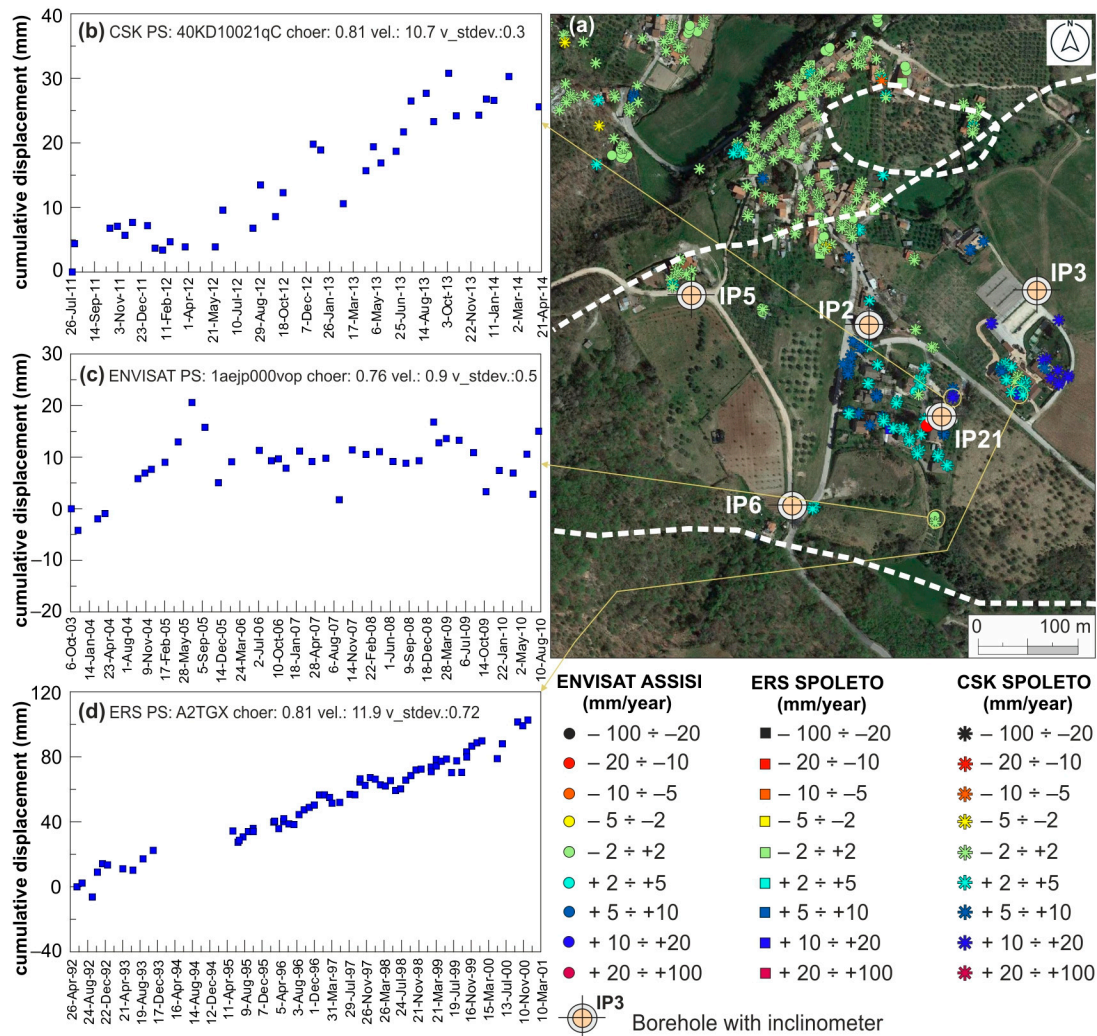 (b) CSK PS: 40KD10021qC choer: 0.81 vel.: 10.7 v_stdev.:0.3
cumulative displacement (mm)
40
30
20
10
0
26-Jul-11
14-Sep-11
3-Nov-11
23-Dec-11
11-Feb-12
1-Apr-12
21-May-12
10-Jul-12
29-Aug-12
18-Oct-12
7-Dec-12
26-Jan-13
17-Mar-13
6-May-13
25-Jun-13
14-Aug-13
3-Oct-13
22-Nov-13
11-Jan-14
2-Mar-14
21-Apr-14
(c) ENVISAT PS: 1aejp000vop choer: 0.76 vel.: 0.9 v_stdev.:0.5
cumulative displacement (mm)
30
20
10
0
–10
–20
6-Oct-03
14-Jan-04
23-Apr-04
1-Aug-04
9-Nov-04
17-Feb-05
28-May-05
5-Sep-05
14-Dec-05
24-Mar-06
2-Jul-06
10-Oct-06
18-Jan-07
28-Apr-07
6-Aug-07
14-Nov-07
22-Feb-08
1-Jun-08
9-Sep-08
18-Dec-08
28-Mar-09
6-Jul-09
14-Oct-09
22-Jan-10
2-May-10
10-Aug-10
(d) ERS PS: A2TGX choer: 0.81 vel.: 11.9 v_stdev.:0.72
cumulative displacement (mm)
120
80
40
0
–40
26-Apr-92
24-Aug-92
22-Dec-92
21-Apr-93
19-Aug-93
17-Dec-93
16-Apr-94
14-Aug-94
12-Dec-94
11-Apr-95
9-Aug-95
7-Dec-95
5-Apr-96
3-Aug-96
1-Dec-96
31-Mar-97
29-Jul-97
26-Nov-97
26-Mar-98
24-Jul-98
21-Nov-98
21-Mar-99
19-Jul-99
16-Nov-99
15-Mar-00
13-Jul-00
10-Nov-00
10-Mar-01
(a)
N
IP3
IP5
IP2
IP21
IP6
0 100 m
ENVISAT ASSISI
(mm/year)
– 100 ÷ –20
– 20 ÷ –10
– 10 ÷ –5
– 5 ÷ –2
– 2 ÷ +2
+ 2 ÷ +5
+ 5 ÷ +10
+ 10 ÷ +20
+ 20 ÷ +100
ERS SPOLETO
(mm/year)
– 100 ÷ –20
– 20 ÷ –10
– 10 ÷ –5
– 5 ÷ –2
– 2 ÷ +2
+ 2 ÷ +5
+ 5 ÷ +10
+ 10 ÷ +20
+ 20 ÷ +100
CSK SPOLETO
(mm/year)
– 100 ÷ –20
– 20 ÷ –10
– 10 ÷ –5
– 5 ÷ –2
– 2 ÷ +2
+ 2 ÷ +5
+ 5 ÷ +10
+ 10 ÷ +20
+ 20 ÷ +100
IP3
Borehole with inclinometer